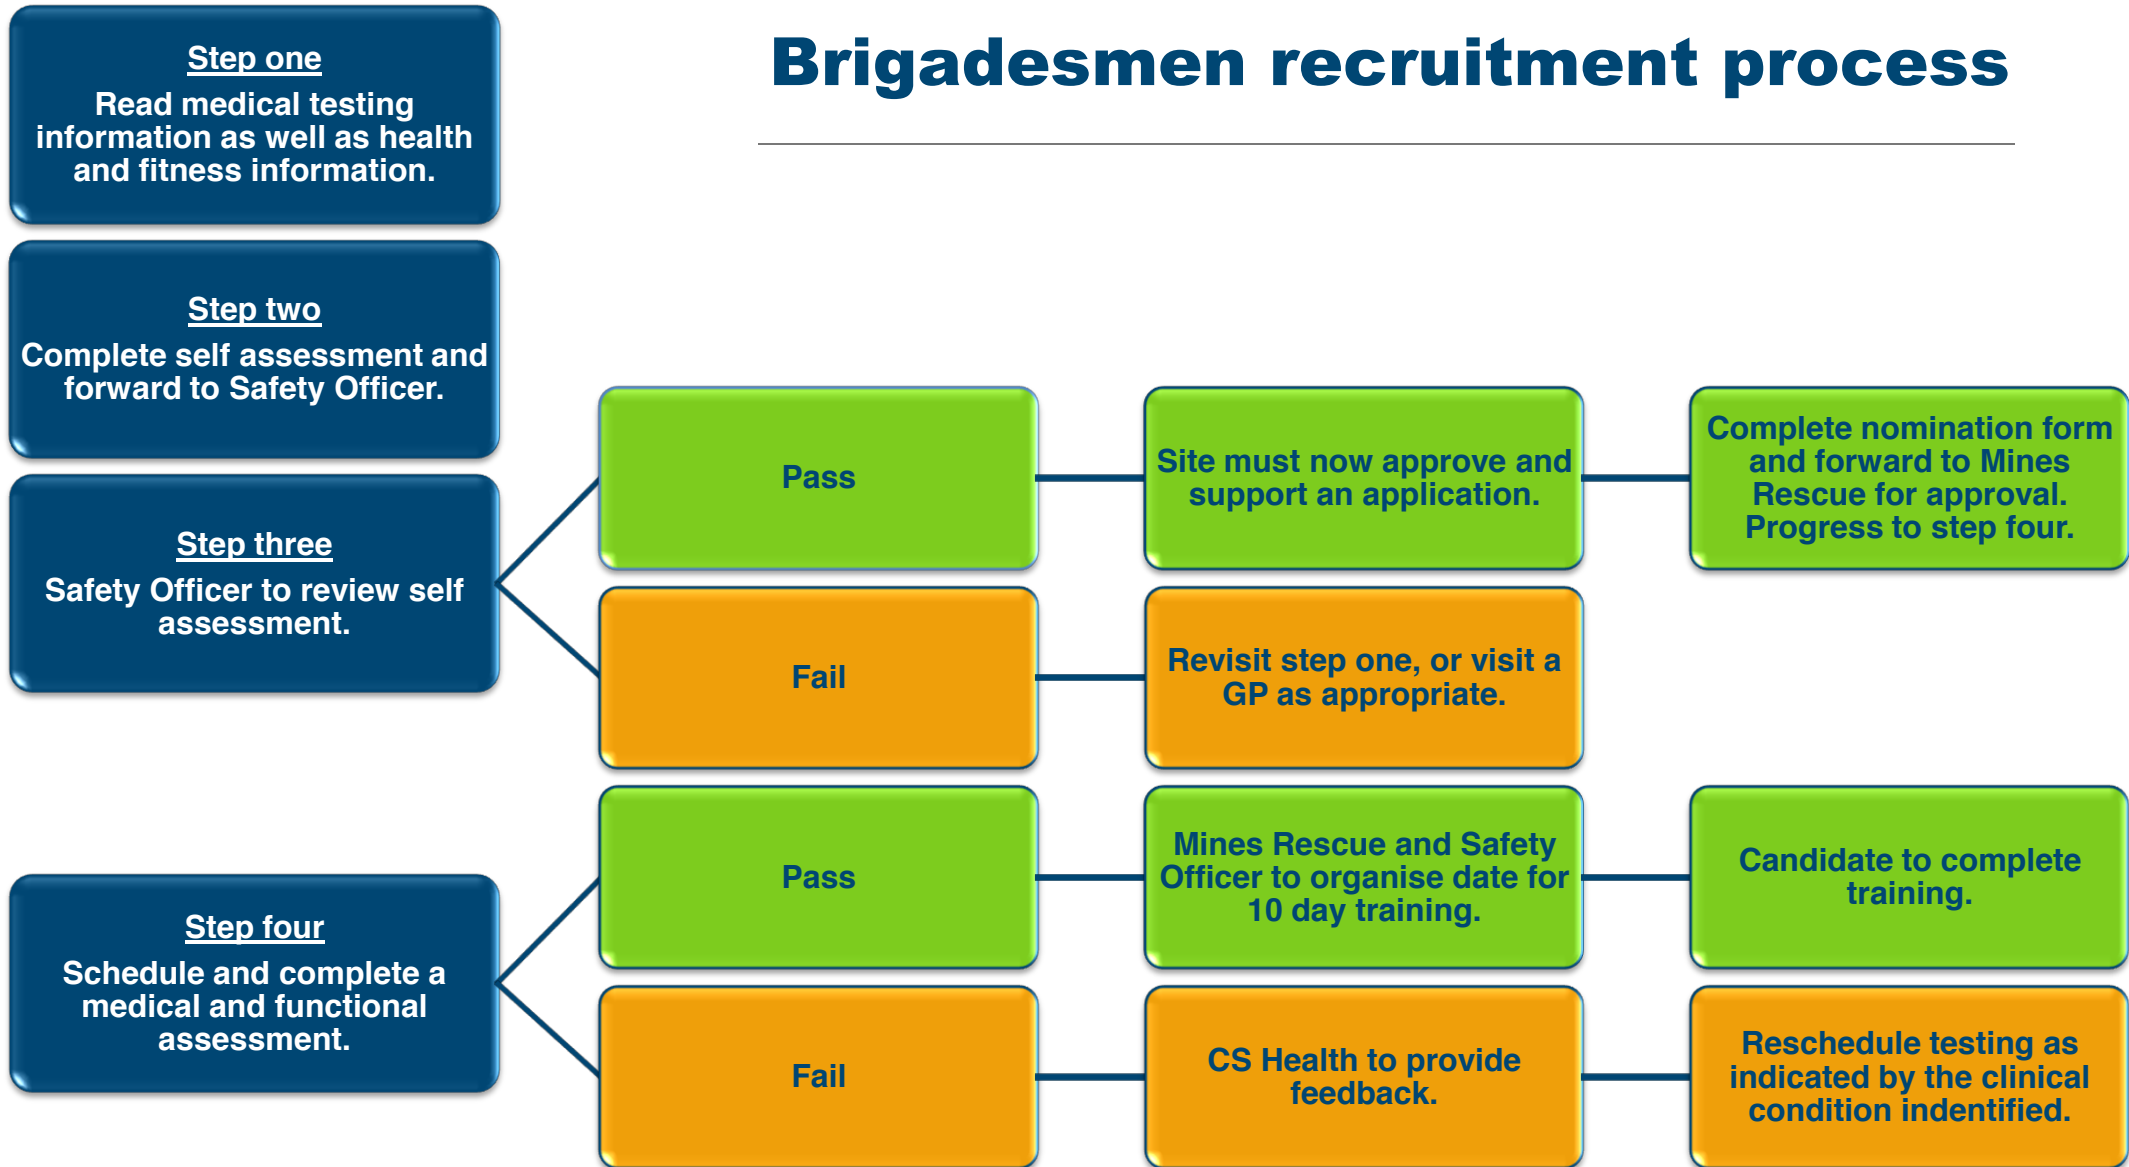 Brigadesmen recruitment process
Step one
Read medical testing
information as well as health
and fitness information.
Step two
Complete self assessment and
forward to Safety Officer.
Step three
Safety Officer to review self
assessment.
Pass
Site must now approve and
support an application.
Complete nomination form
and forward to Mines
Rescue for approval.
Progress to step four.
Fail
Revisit step one, or visit a
GP as appropriate.
Step four
Schedule and complete a
medical and functional
assessment.
Pass
Mines Rescue and Safety
Officer to organise date for
10 day training.
Candidate to complete
training.
Fail
CS Health to provide
feedback.
Reschedule testing as
indicated by the clinical
condition indentified.